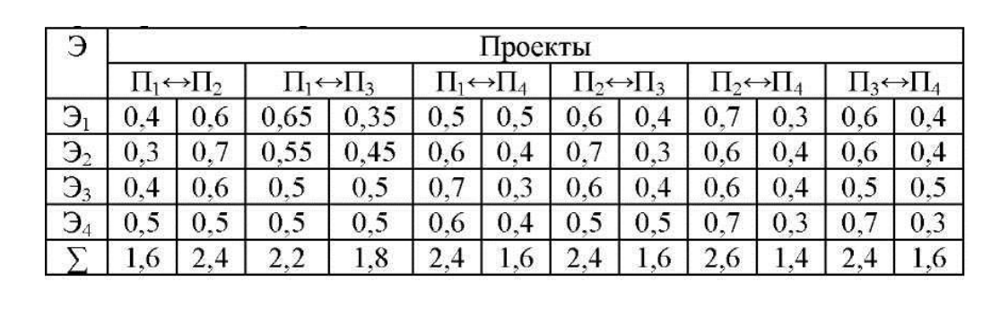 Э Проекты
П₁↔П₂ П₁↔П₃ П₁↔П₄ П₂↔П₃ П₂↔П₄ П₃↔П₄
Э₁ 0,4 0,6 0,65 0,35 0,5 0,5 0,6 0,4 0,7 0,3 0,6 0,4
Э₂ 0,3 0,7 0,55 0,45 0,6 0,4 0,7 0,3 0,6 0,4 0,6 0,4
Э₃ 0,4 0,6 0,5 0,5 0,7 0,3 0,6 0,4 0,6 0,4 0,5 0,5
Э₄ 0,5 0,5 0,5 0,5 0,6 0,4 0,5 0,5 0,7 0,3 0,7 0,3
∑ 1,6 2,4 2,2 1,8 2,4 1,6 2,4 1,6 2,6 1,4 2,4 1,6